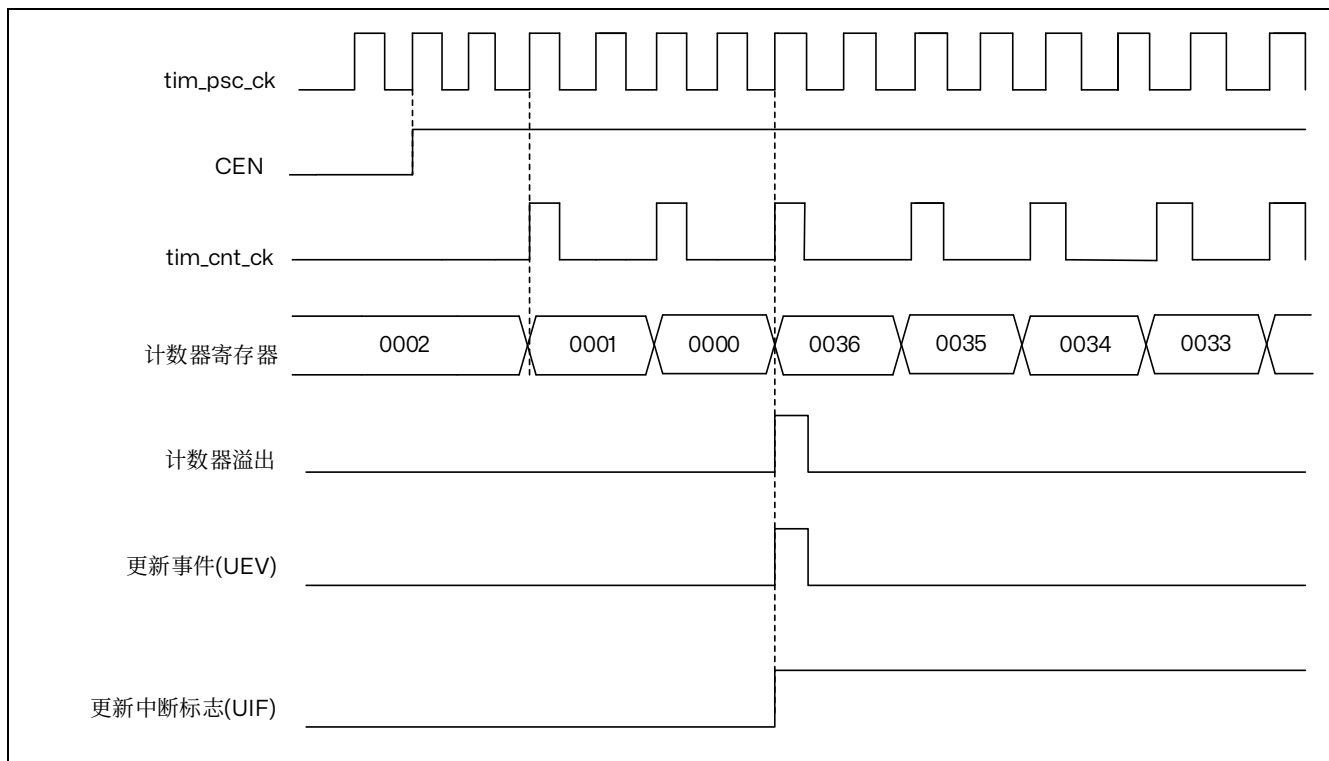 tim_psc_ck
CEN
tim_cnt_ck
计数器寄存器 0002 0001 0000 0036 0035 0034 0033
计数器溢出
更新事件(UEV)
更新中断标志(UIF)